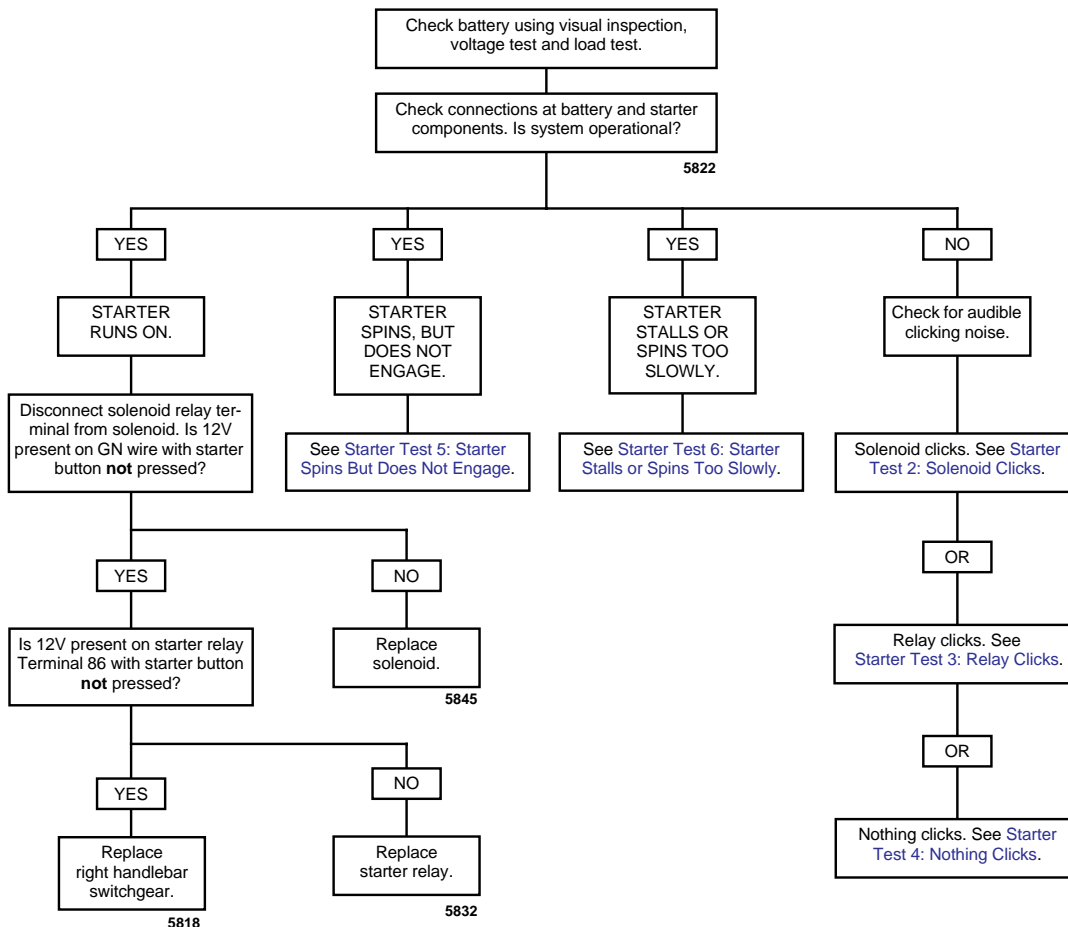 Check battery using visual inspection,
voltage test and load test.
Check connections at battery and starter
components. Is system operational?
5822
YES
YES
YES
NO
STARTER
RUNS ON.
STARTER
SPINS, BUT
DOES NOT
ENGAGE.
STARTER
STALLS OR
SPINS TOO
SLOWLY.
Check for audible
clicking noise.
Disconnect solenoid relay ter-
minal from solenoid. Is 12V
present on GN wire with starter
button not pressed?
See Starter Test 5: Starter
Spins But Does Not Engage.
See Starter Test 6: Starter
Stalls or Spins Too Slowly.
Solenoid clicks. See Starter
Test 2: Solenoid Clicks.
OR
YES
NO
Is 12V present on starter relay
Terminal 86 with starter button
not pressed?
Replace
solenoid.
5845
Relay clicks. See
Starter Test 3: Relay Clicks.
OR
YES
NO
Replace
right handlebar
switchgear.
5818
Replace
starter relay.
5832
Nothing clicks. See Starter
Test 4: Nothing Clicks.